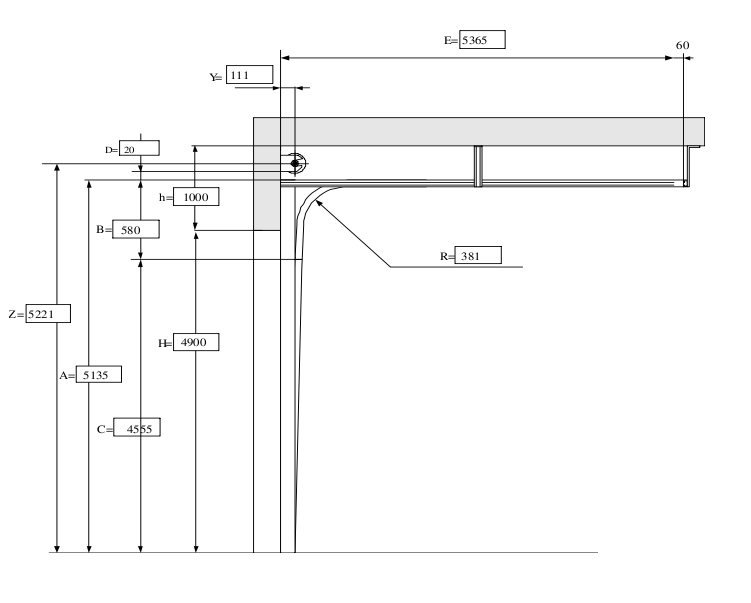 E= 5365
60
Y= 111
D= 20
h= 1000
B= 580
R= 381
Z= 5221
H= 4900
A= 5135
C= 4555